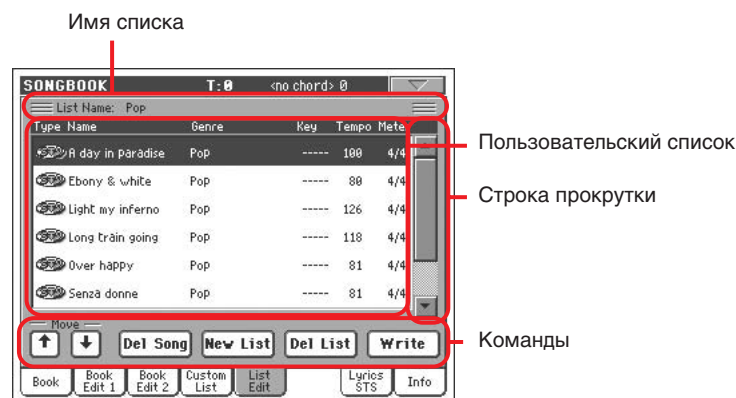 Имя списка
SONGBOOK T:0 <no chord> 0
List Name: Pop
Type Name Genre Key Tempo Mete
A day in paradise Pop ----- 100 4/4
Ebony & white Pop ----- 80 4/4
Light my inferno Pop ----- 126 4/4
Long train going Pop ----- 118 4/4
Over happy Pop ----- 81 4/4
Senza donne Pop ----- 81 4/4
Пользовательский список
Строка прокрутки
Move
Del Song New List Del List Write
Команды
Book Book Edit 1 Book Edit 2 Custom List List Edit Lyrics STS Info